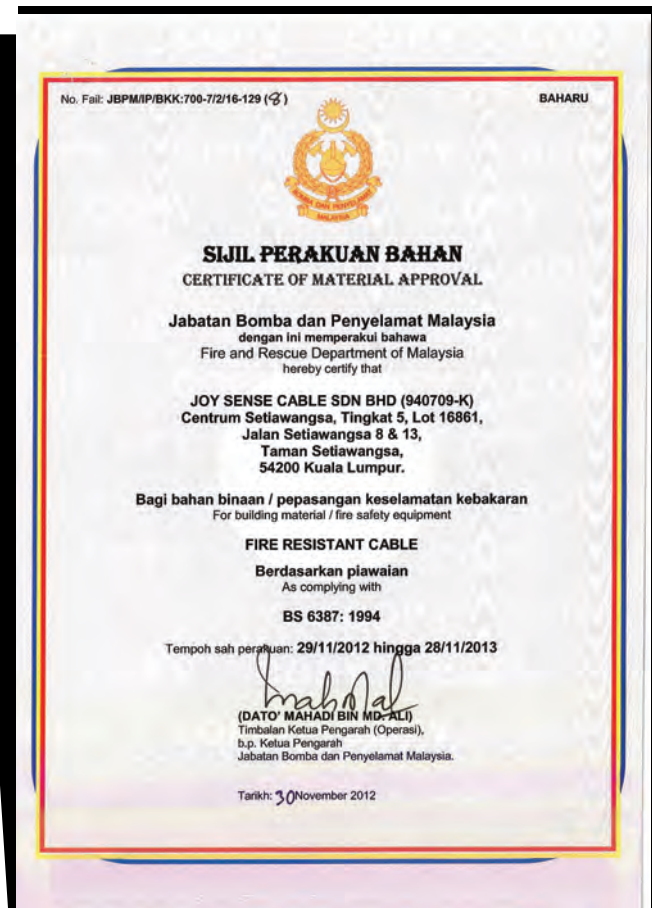 No. Fail: JBPM/IP/BKK:700-7/2/16-129 (8)
BAHARU
BOMBA DAN PENYELAMAT
MALAYSIA
SIJIL PERAKUAN BAHAN
CERTIFICATE OF MATERIAL APPROVAL
Jabatan Bomba dan Penyelamat Malaysia
dengan ini memperakui bahawa
Fire and Rescue Department of Malaysia
hereby certify that
JOY SENSE CABLE SDN BHD (940709-K)
Centrum Setiawangsa, Tingkat 5, Lot 16861,
Jalan Setiawangsa 8 & 13,
Taman Setiawangsa,
54200 Kuala Lumpur.
Bagi bahan binaan / pepasangan keselamatan kebakaran
For building material / fire safety equipment
FIRE RESISTANT CABLE
Berdasarkan piawaian
As complying with
BS 6387: 1994
Tempoh sah perakuan: 29/11/2012 hingga 28/11/2013
(DATO' MAHADI BIN MD. ALI)
Timbalan Ketua Pengarah (Operasi),
b.p. Ketua Pengarah
Jabatan Bomba dan Penyelamat Malaysia.
Tarikh: 30 November 2012